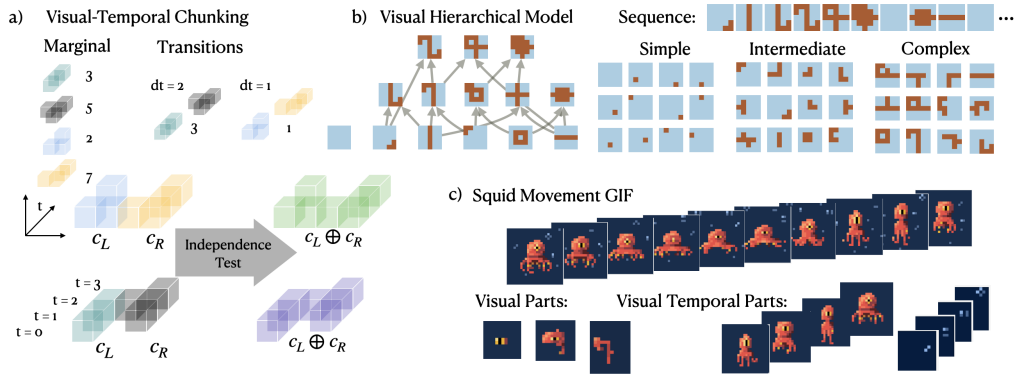 a) Visual-Temporal Chunking
Marginal
Transitions
3
5
2
7
dt = 2
3
dt = 1
1
t
c_L c_R
Independence
Test
c_L ⊕ c_R
t = 3
t = 2
t = 1
t = 0
c_L c_R
c_L ⊕ c_R
b) Visual Hierarchical Model
Sequence: ...
Simple
Intermediate
Complex
c) Squid Movement GIF
Visual Parts:
Visual Temporal Parts: